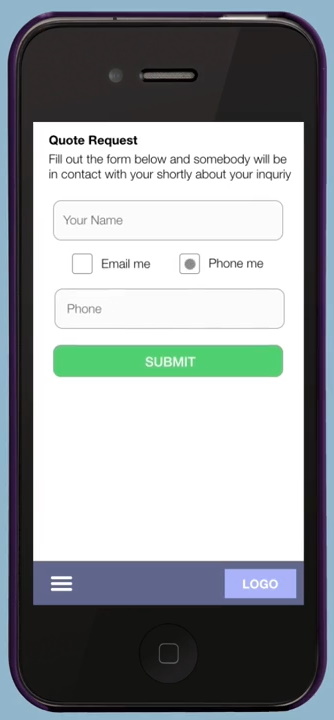 Quote Request
Fill out the form below and somebody will be
in contact with your shortly about your inquriy
Your Name
Email me
Phone me
Phone
SUBMIT
LOGO